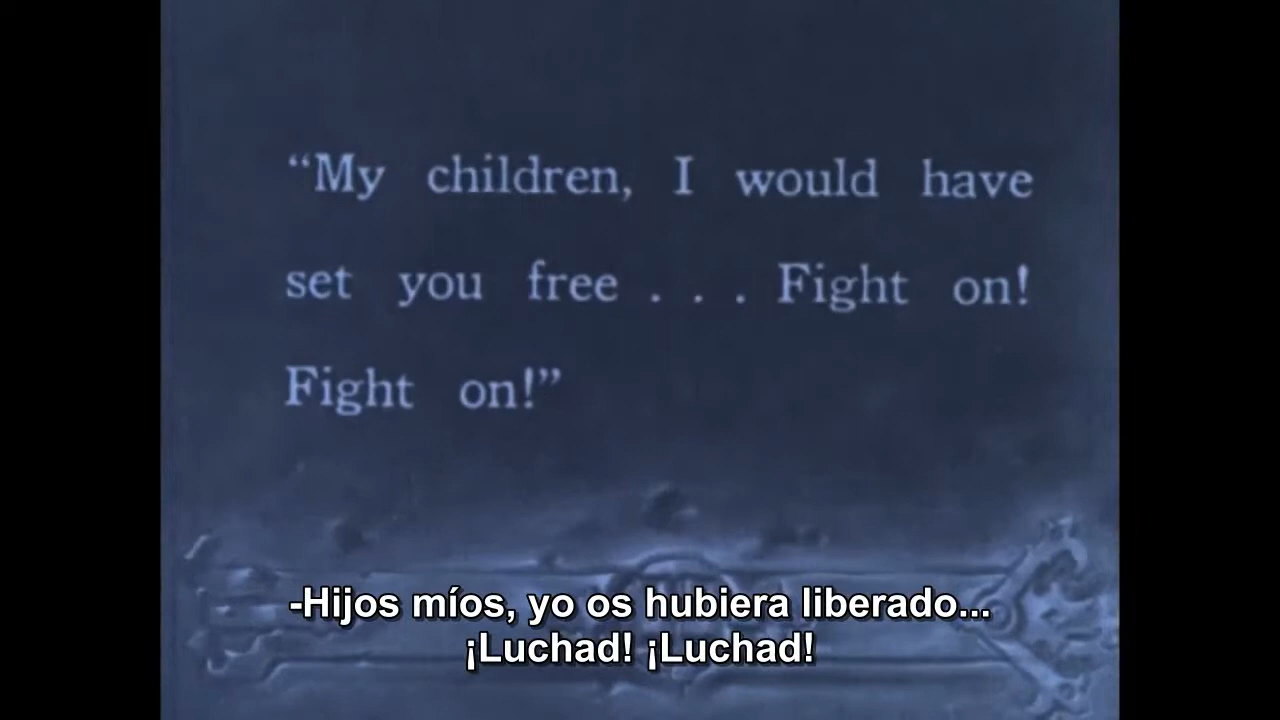 “My children, I would have
set you free . . . Fight on!
Fight on!”
-Hijos míos, yo os hubiera liberado...
¡Luchad! ¡Luchad!